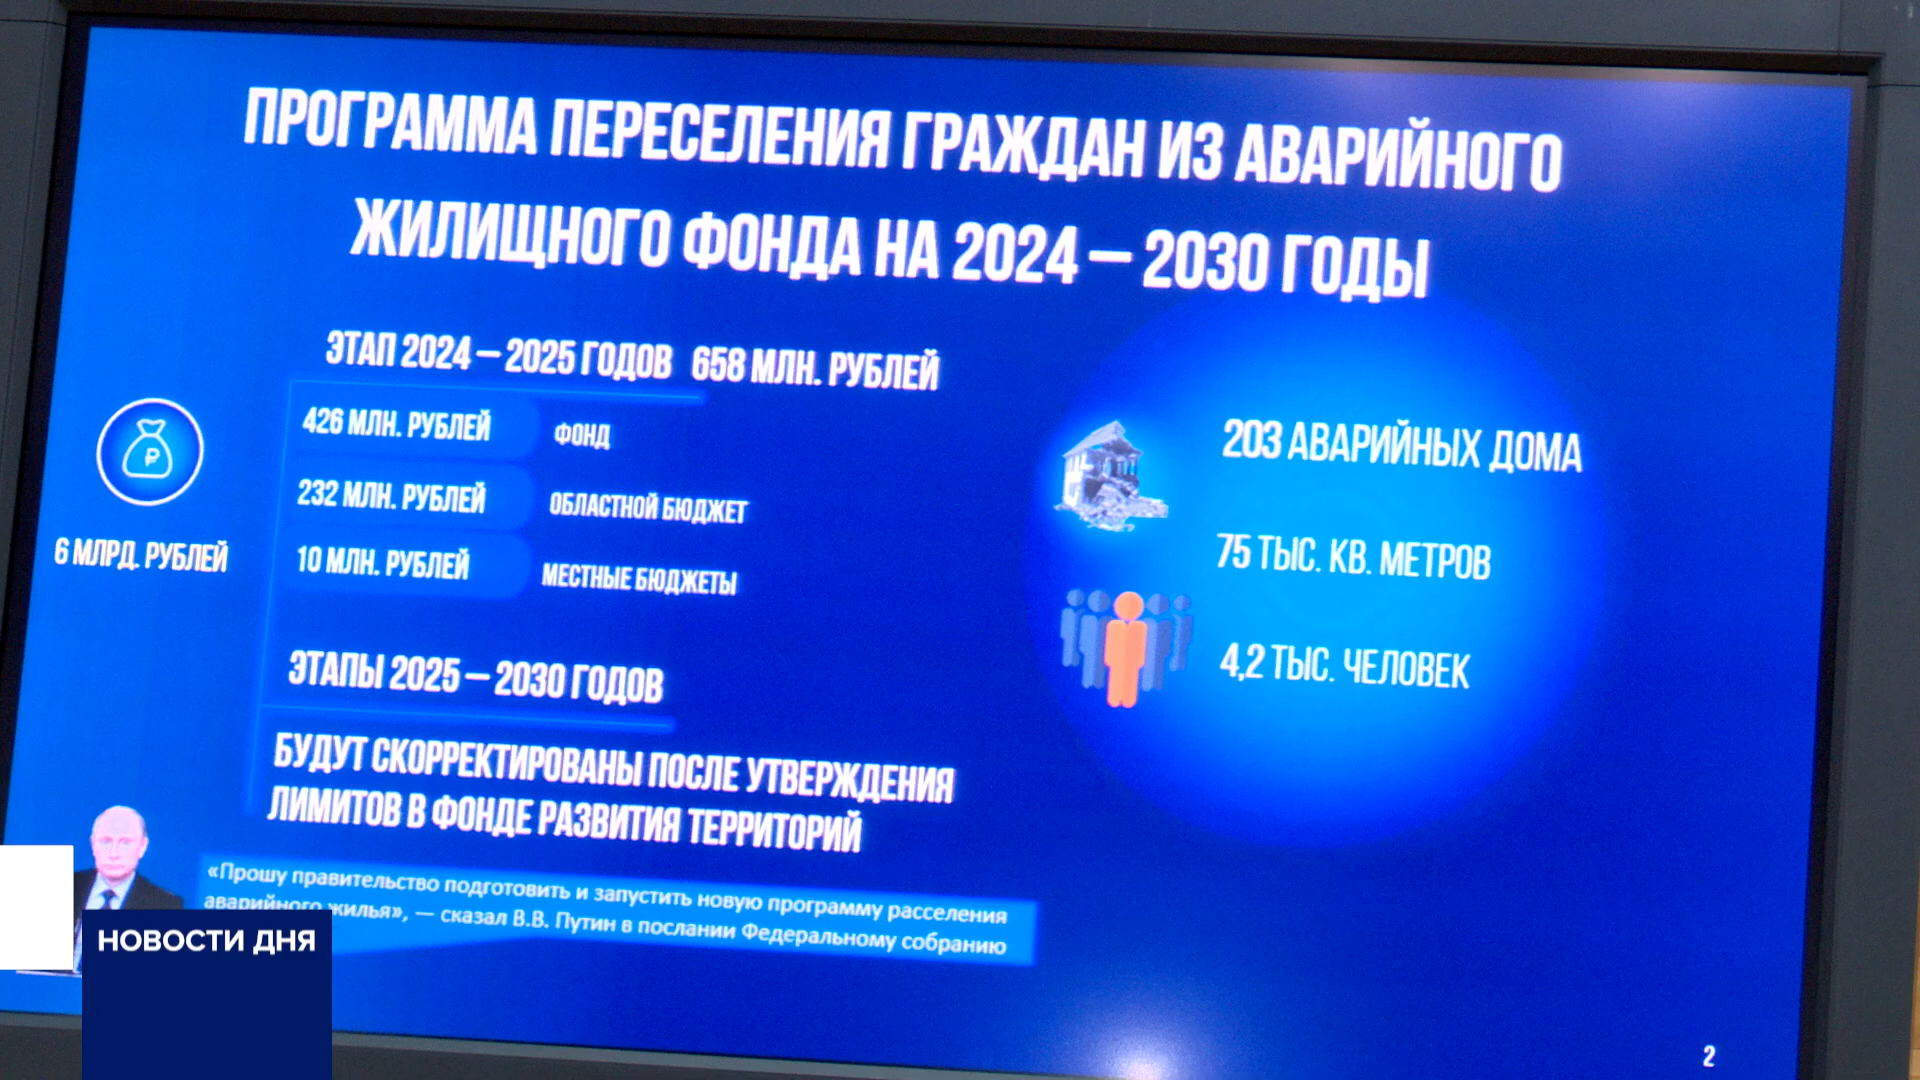 ПРОГРАММА ПЕРЕСЕЛЕНИЯ ГРАЖДАН ИЗ АВАРИЙНОГО
ЖИЛИЩНОГО ФОНДА НА 2024 – 2030 ГОДЫ
ЭТАП 2024 – 2025 ГОДОВ 658 МЛН. РУБЛЕЙ
426 МЛН. РУБЛЕЙ ФОНД
232 МЛН. РУБЛЕЙ ОБЛАСТНОЙ БЮДЖЕТ
10 МЛН. РУБЛЕЙ МЕСТНЫЕ БЮДЖЕТЫ
6 МЛРД. РУБЛЕЙ
ЭТАПЫ 2025 – 2030 ГОДОВ
БУДУТ СКОРРЕКТИРОВАНЫ ПОСЛЕ УТВЕРЖДЕНИЯ
ЛИМИТОВ В ФОНДЕ РАЗВИТИЯ ТЕРРИТОРИЙ
203 АВАРИЙНЫХ ДОМА
75 ТЫС. КВ. МЕТРОВ
4,2 ТЫС. ЧЕЛОВЕК
«Прошу правительство подготовить и запустить новую программу расселения
аварийного жилья», — сказал В.В. Путин в послании Федеральному собранию
НОВОСТИ ДНЯ
2